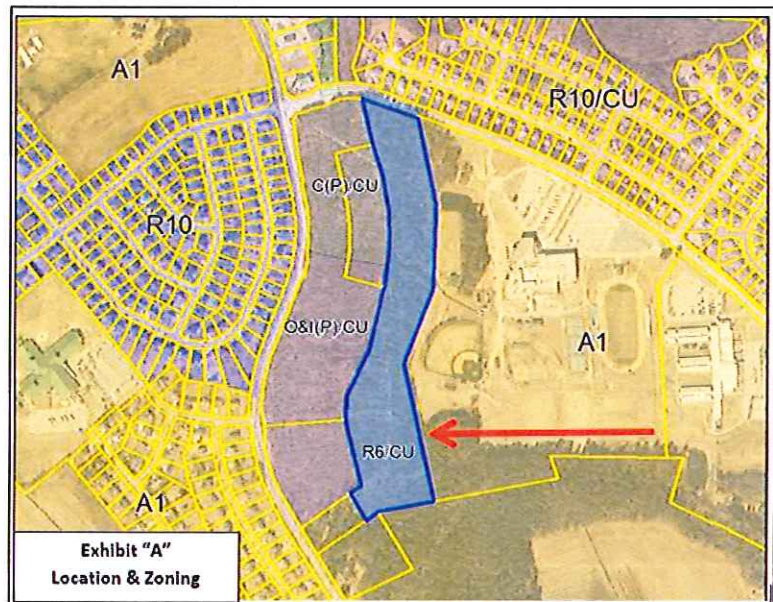 A1
R10/CU
C(P)/CU
R10
O&I(P)/CU
A1
R6/CU
A1
Exhibit "A"
Location & Zoning